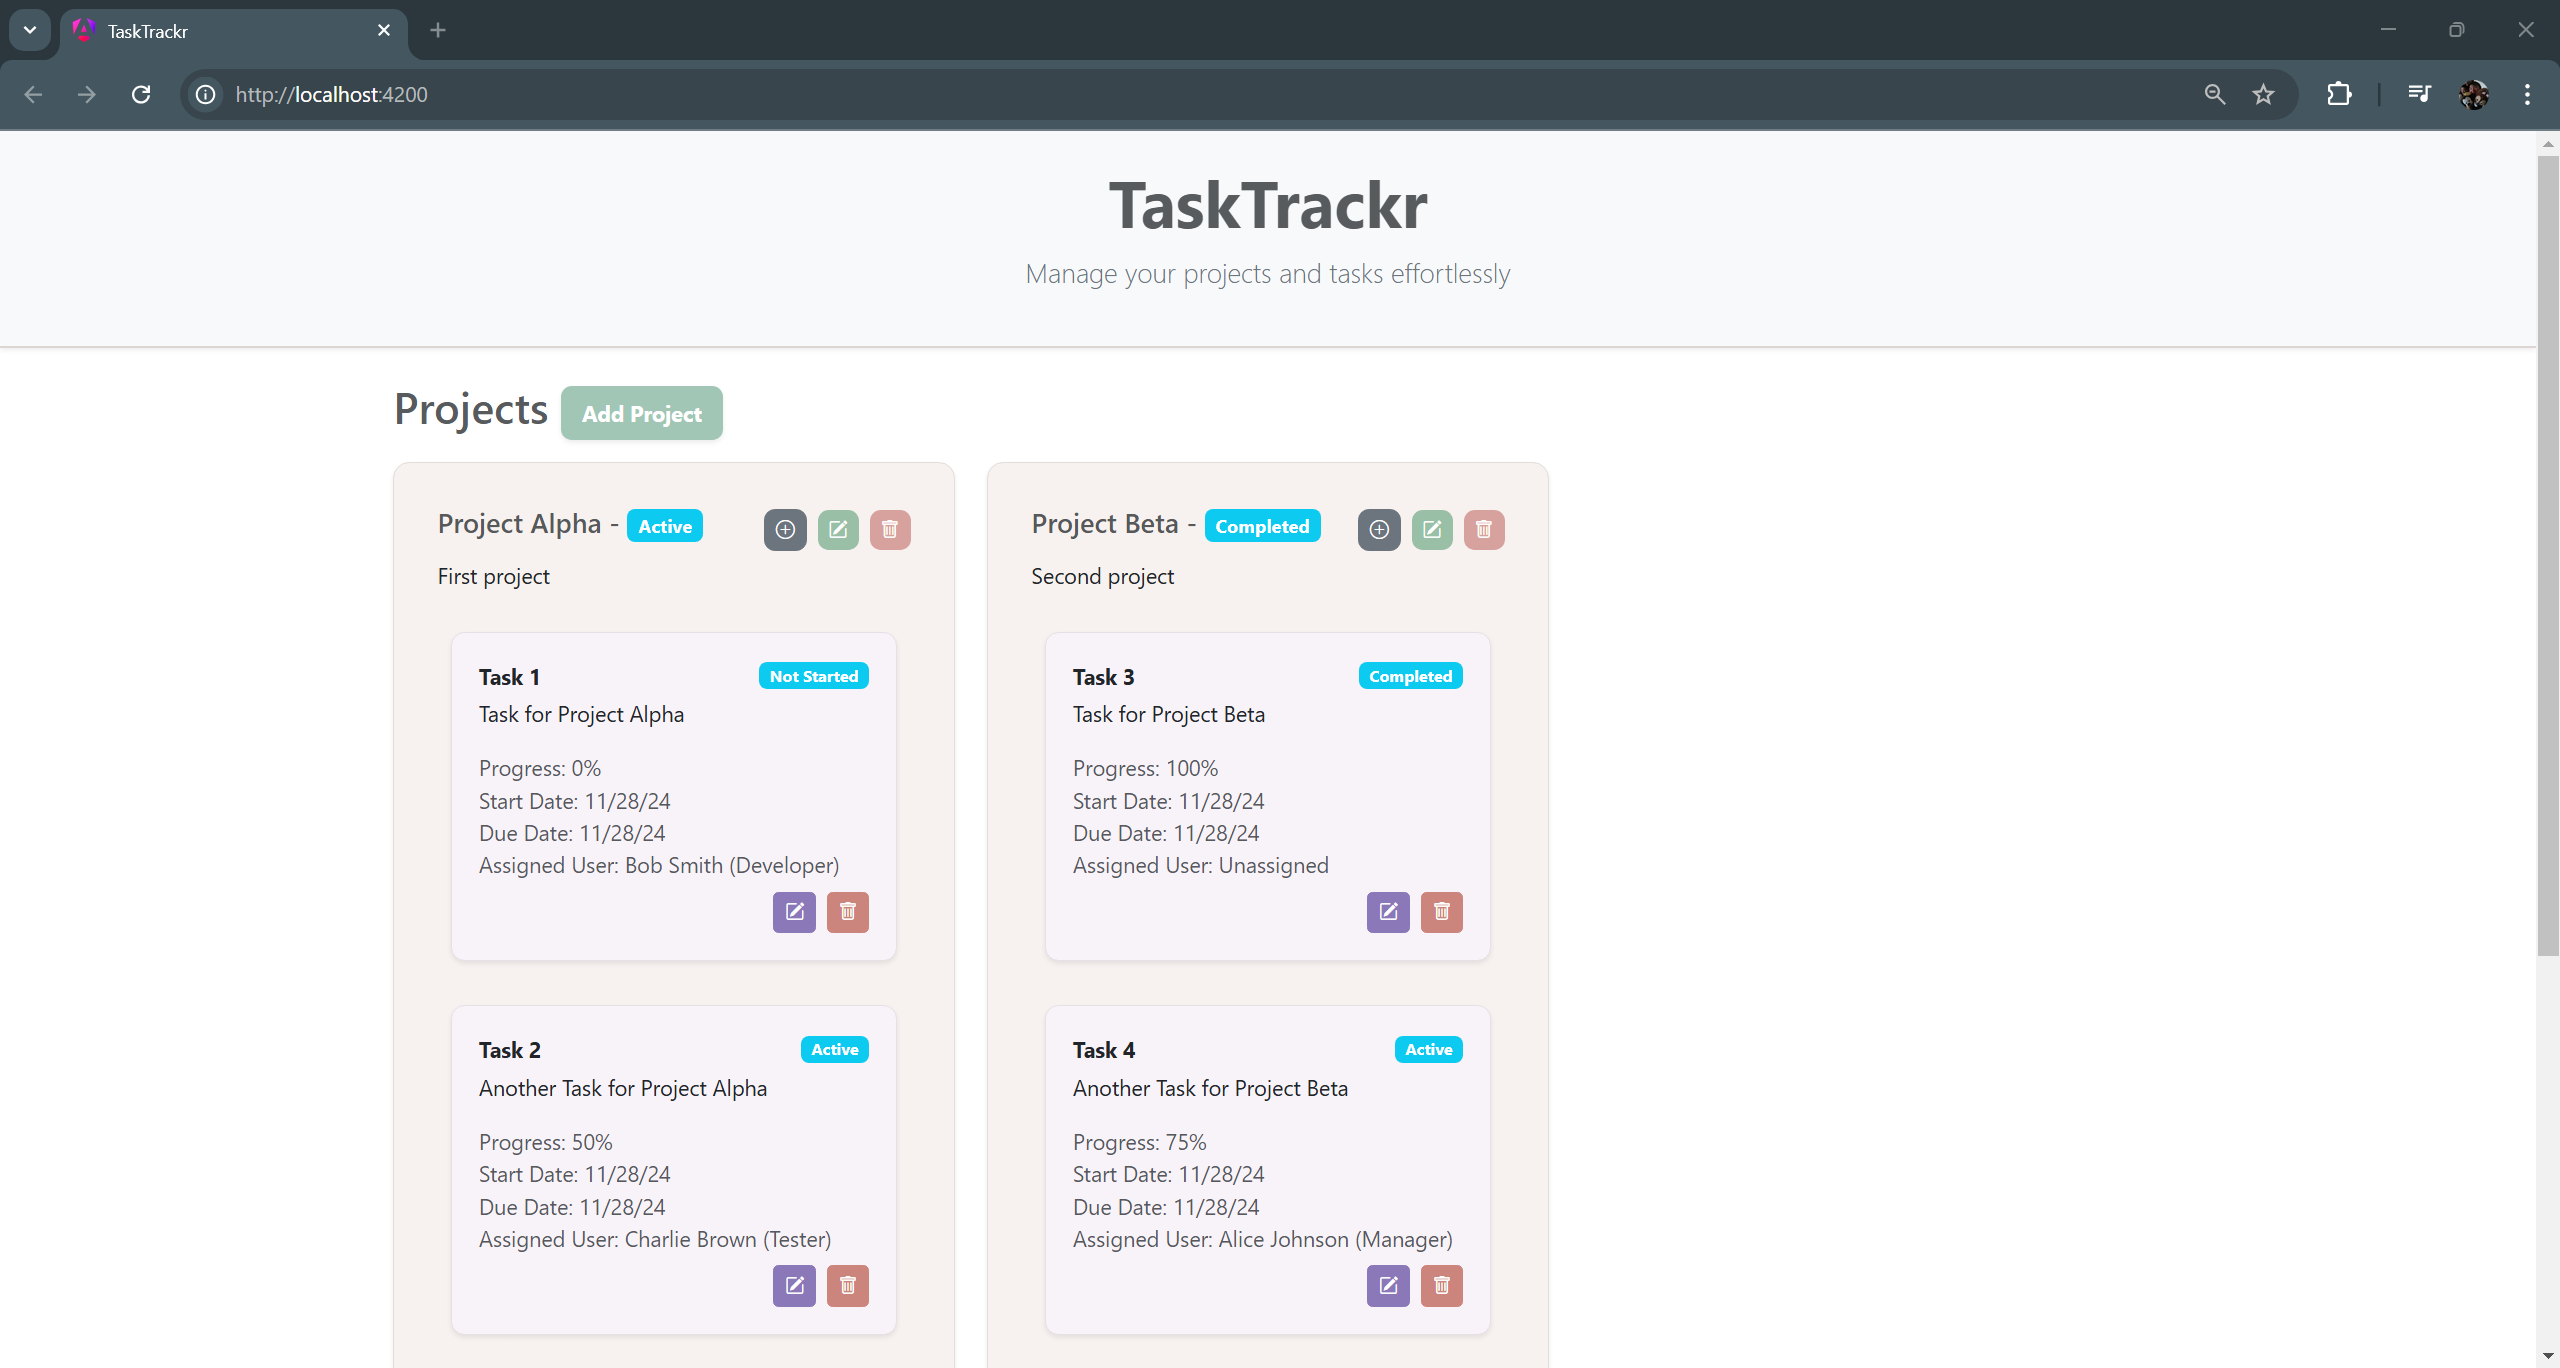 TaskTrackr
http://localhost:4200
TaskTrackr
Manage your projects and tasks effortlessly
Projects
Add Project
Project Alpha - Active
First project
Task 1
Not Started
Task for Project Alpha
Progress: 0%
Start Date: 11/28/24
Due Date: 11/28/24
Assigned User: Bob Smith (Developer)
Task 2
Active
Another Task for Project Alpha
Progress: 50%
Start Date: 11/28/24
Due Date: 11/28/24
Assigned User: Charlie Brown (Tester)
Project Beta - Completed
Second project
Task 3
Completed
Task for Project Beta
Progress: 100%
Start Date: 11/28/24
Due Date: 11/28/24
Assigned User: Unassigned
Task 4
Active
Another Task for Project Beta
Progress: 75%
Start Date: 11/28/24
Due Date: 11/28/24
Assigned User: Alice Johnson (Manager)